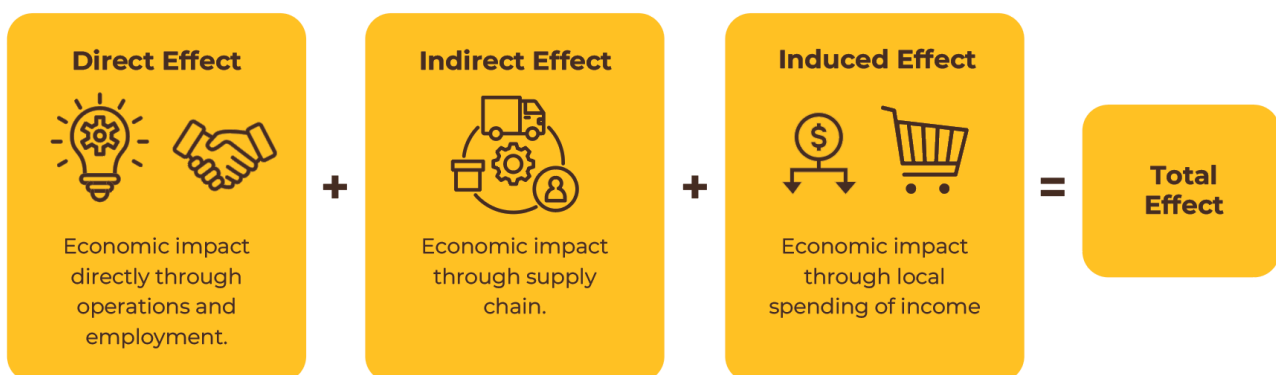 Direct Effect
Economic impact
directly through
operations and
employment.
+
Indirect Effect
Economic impact
through supply
chain.
+
Induced Effect
$
Economic impact
through local
spending of income
=
Total
Effect